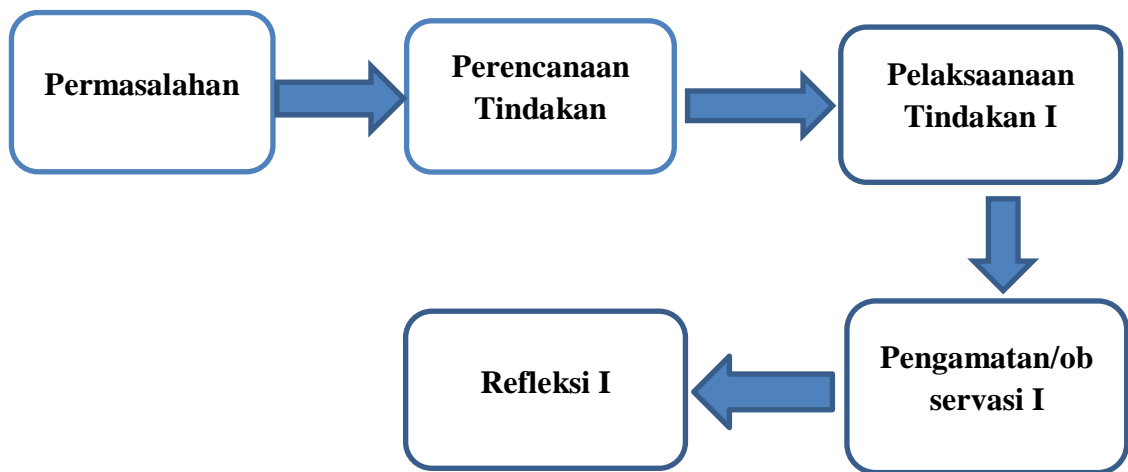 Permasalahan
Perencanaan
Tindakan
Pelaksaanaan
Tindakan I
Pengamatan/ob
servasi I
Refleksi I